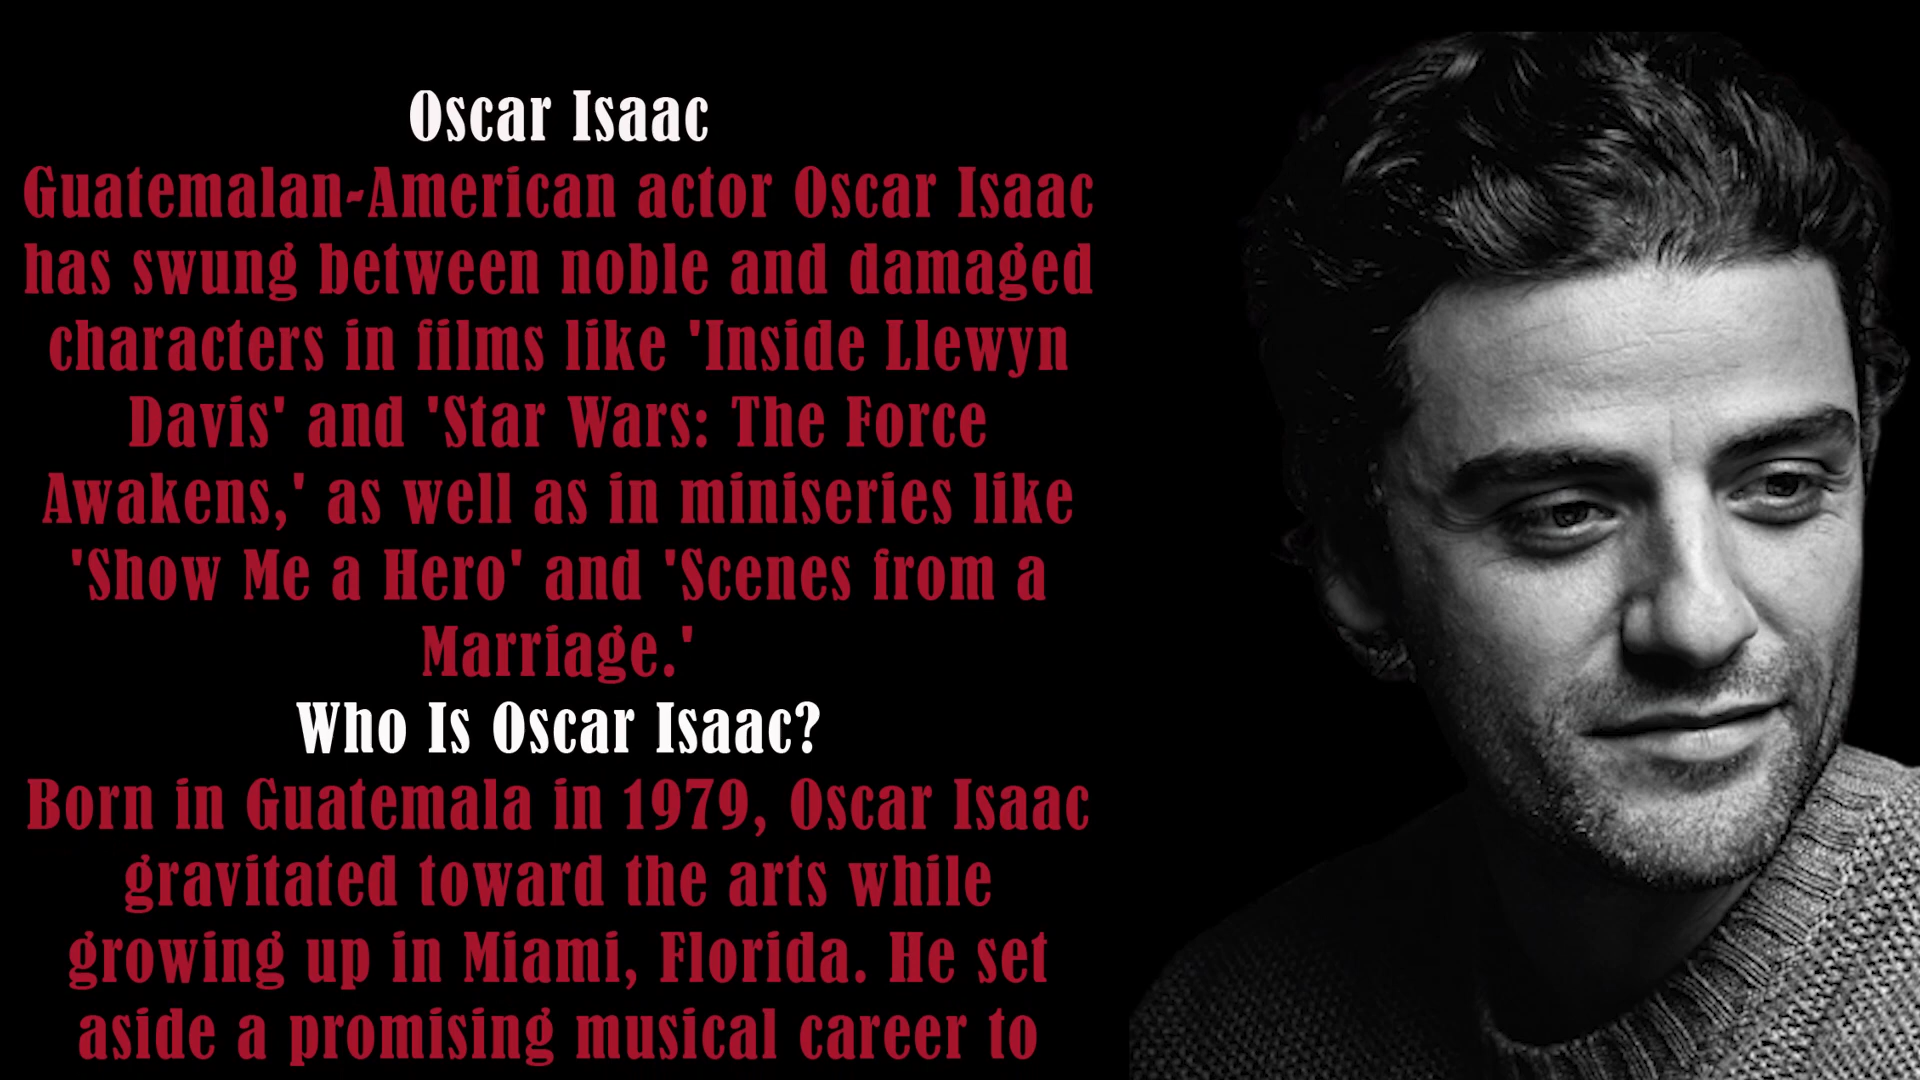 Oscar Isaac
Guatemalan-American actor Oscar Isaac
has swung between noble and damaged
characters in films like 'Inside Llewyn
Davis' and 'Star Wars: The Force
Awakens,' as well as in miniseries like
'Show Me a Hero' and 'Scenes from a
Marriage.'
Who Is Oscar Isaac?
Born in Guatemala in 1979, Oscar Isaac
gravitated toward the arts while
growing up in Miami, Florida. He set
aside a promising musical career to